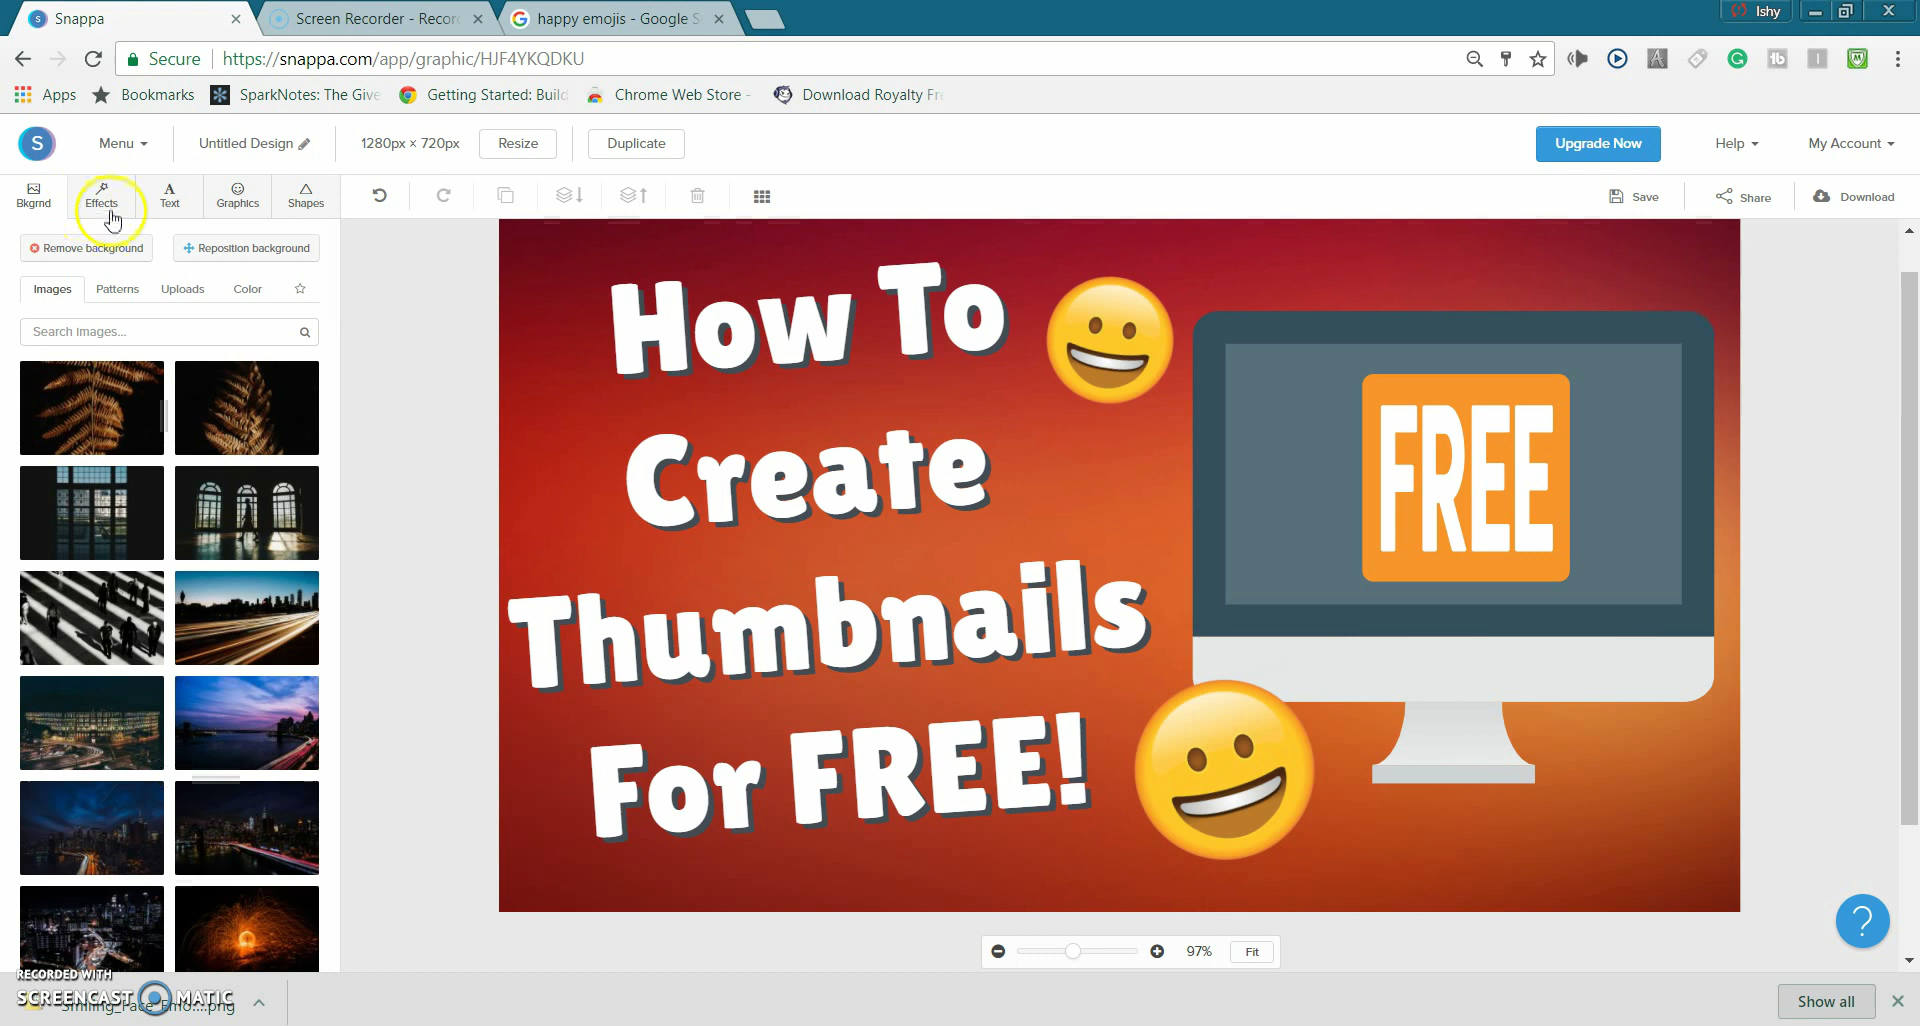 Snappa
Screen Recorder - Recor
happy emojis - Google S
Ishy
Secure
https://snappa.com/app/graphic/HJF4YKQDKU
Apps
Bookmarks
SparkNotes: The Give
Getting Started: Build
Chrome Web Store -
Download Royalty Fre
S
Menu
Untitled Design
1280px × 720px
Resize
Duplicate
Upgrade Now
Help
My Account
Bkgrnd
Effects
Text
Graphics
Shapes
Save
Share
Download
Remove background
Reposition background
Images
Patterns
Uploads
Color
Search Images...
How To
Create
Thumbnails
For FREE!
FREE
97%
Fit
?
RECORDED WITH
SCREENCAST MATIC
Smiling_Face_Emo....png
Show all